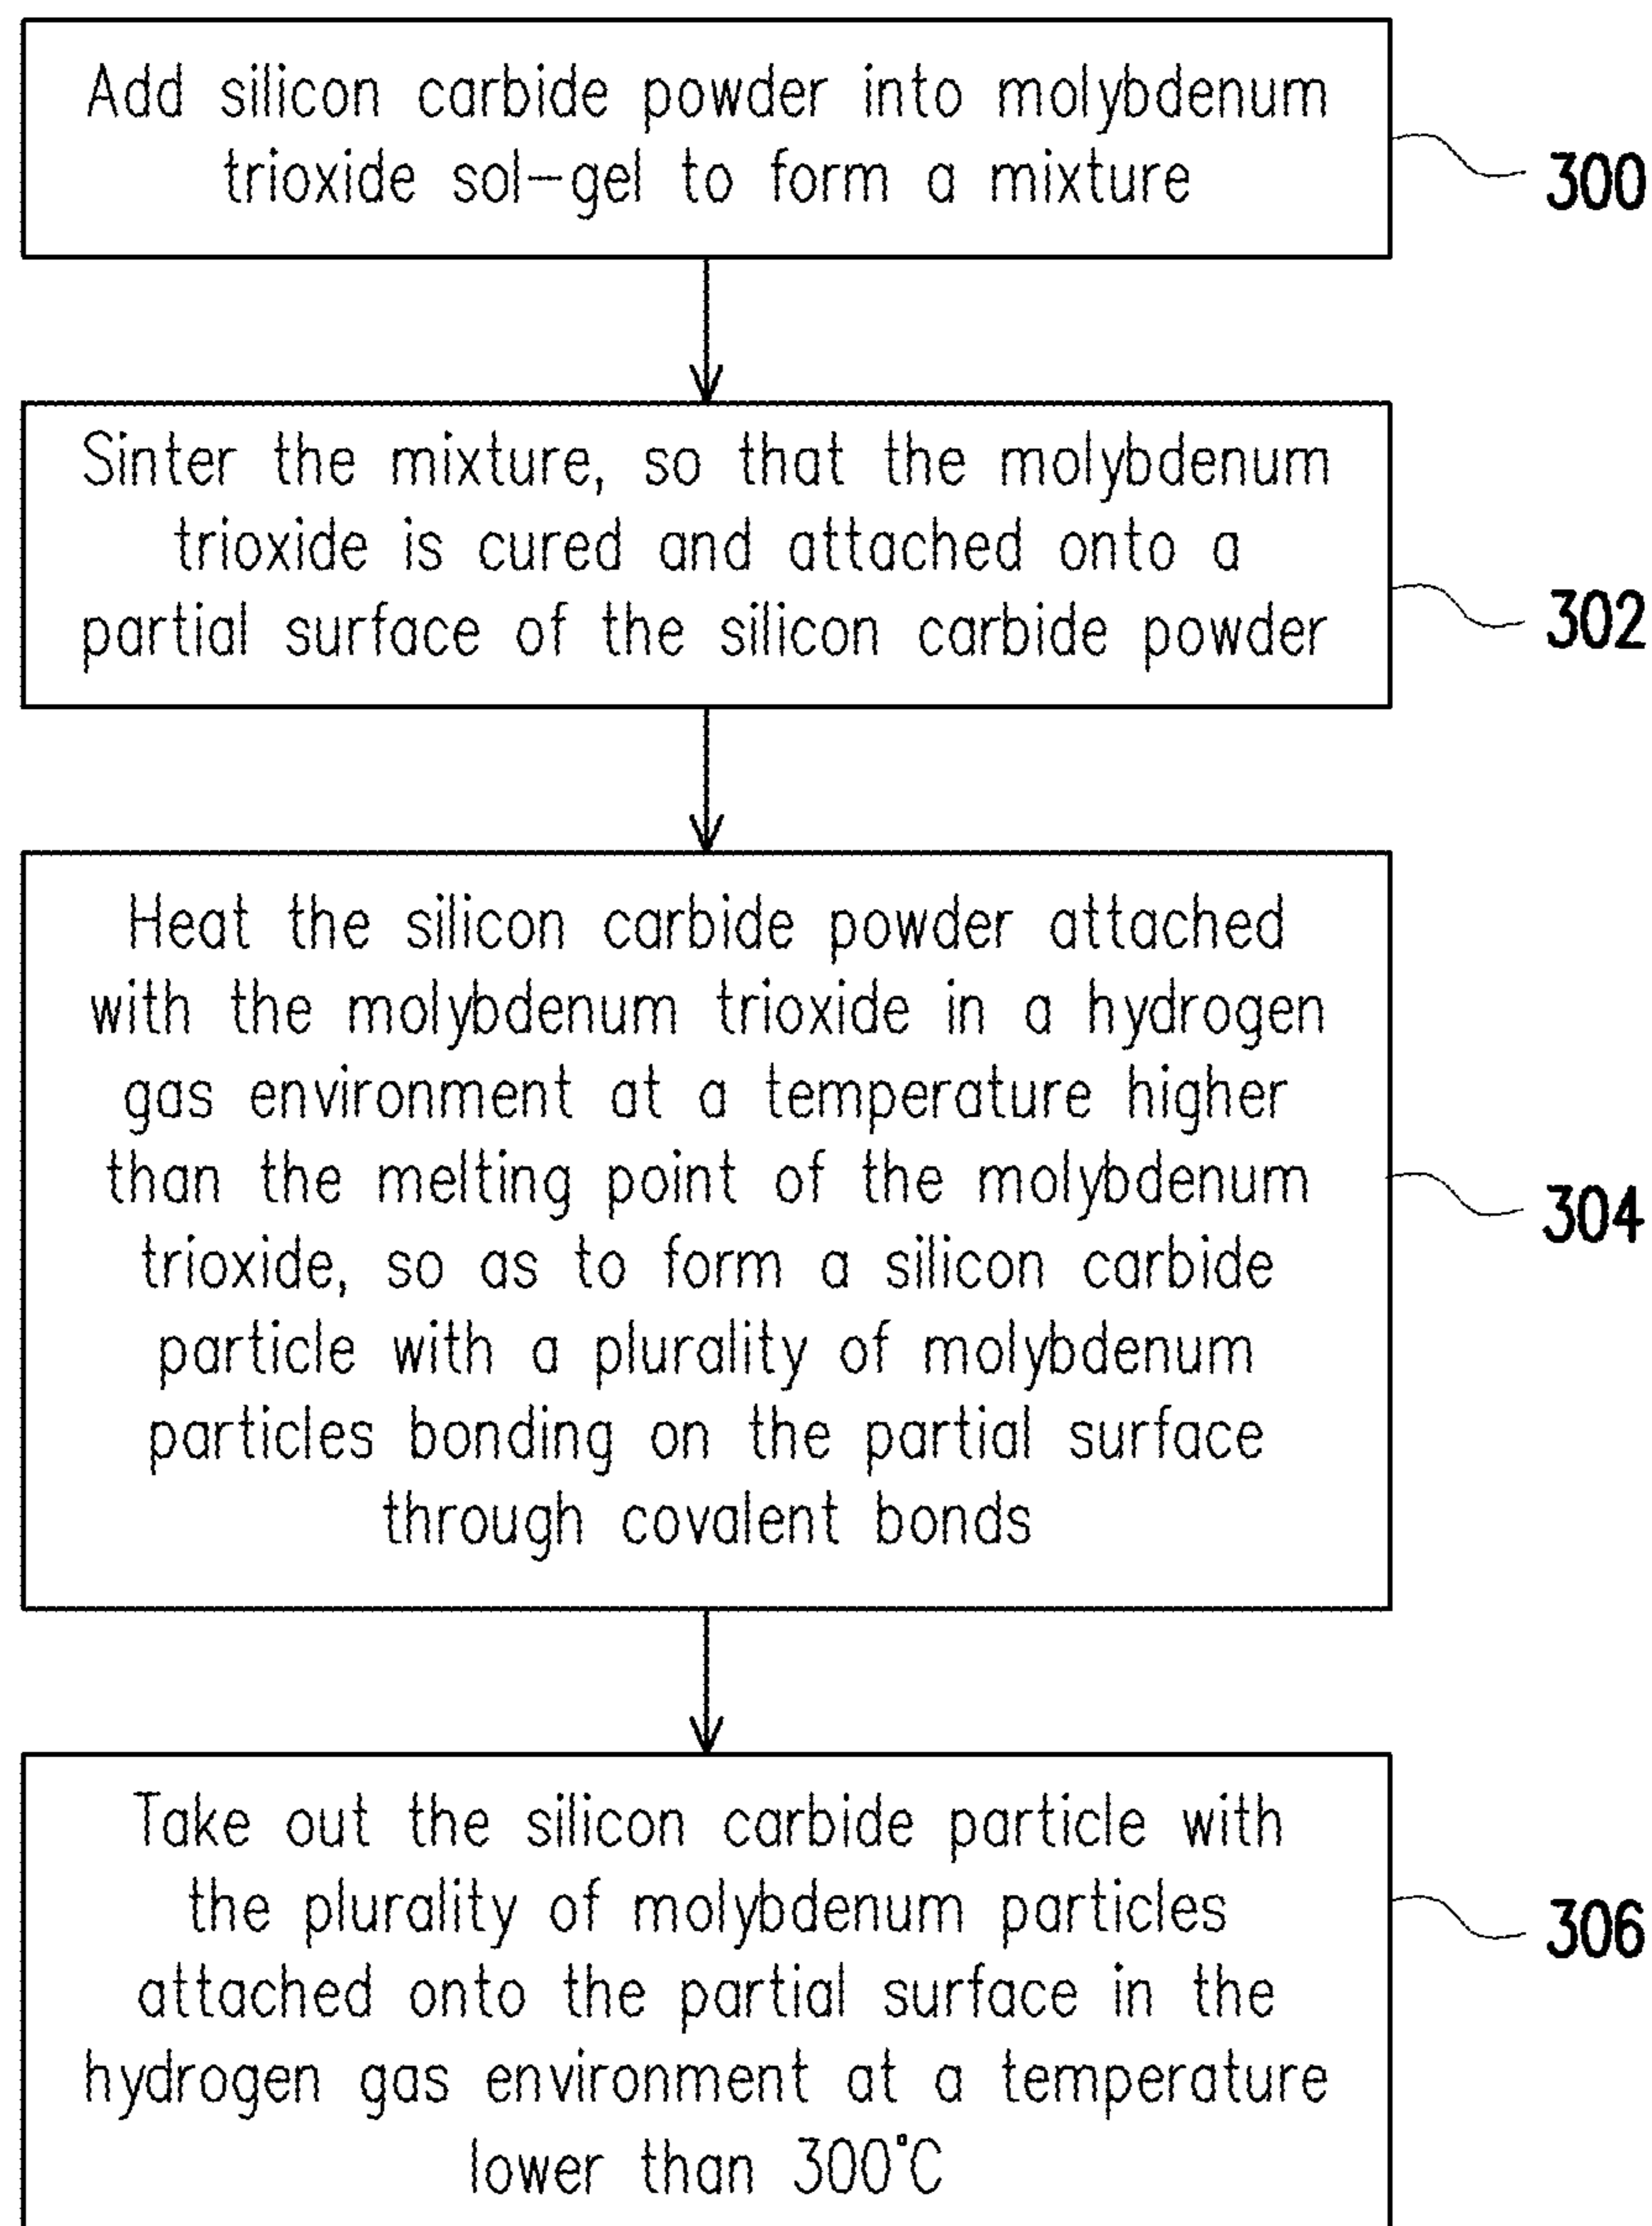 Add silicon carbide powder into molybdenum
trioxide sol-gel to form a mixture
300
Sinter the mixture, so that the molybdenum
trioxide is cured and attached onto a
partial surface of the silicon carbide powder
302
Heat the silicon carbide powder attached
with the molybdenum trioxide in a hydrogen
gas environment at a temperature higher
than the melting point of the molybdenum
trioxide, so as to form a silicon carbide
particle with a plurality of molybdenum
particles bonding on the partial surface
through covalent bonds
304
Take out the silicon carbide particle with
the plurality of molybdenum particles
attached onto the partial surface in the
hydrogen gas environment at a temperature
lower than 300°C
306